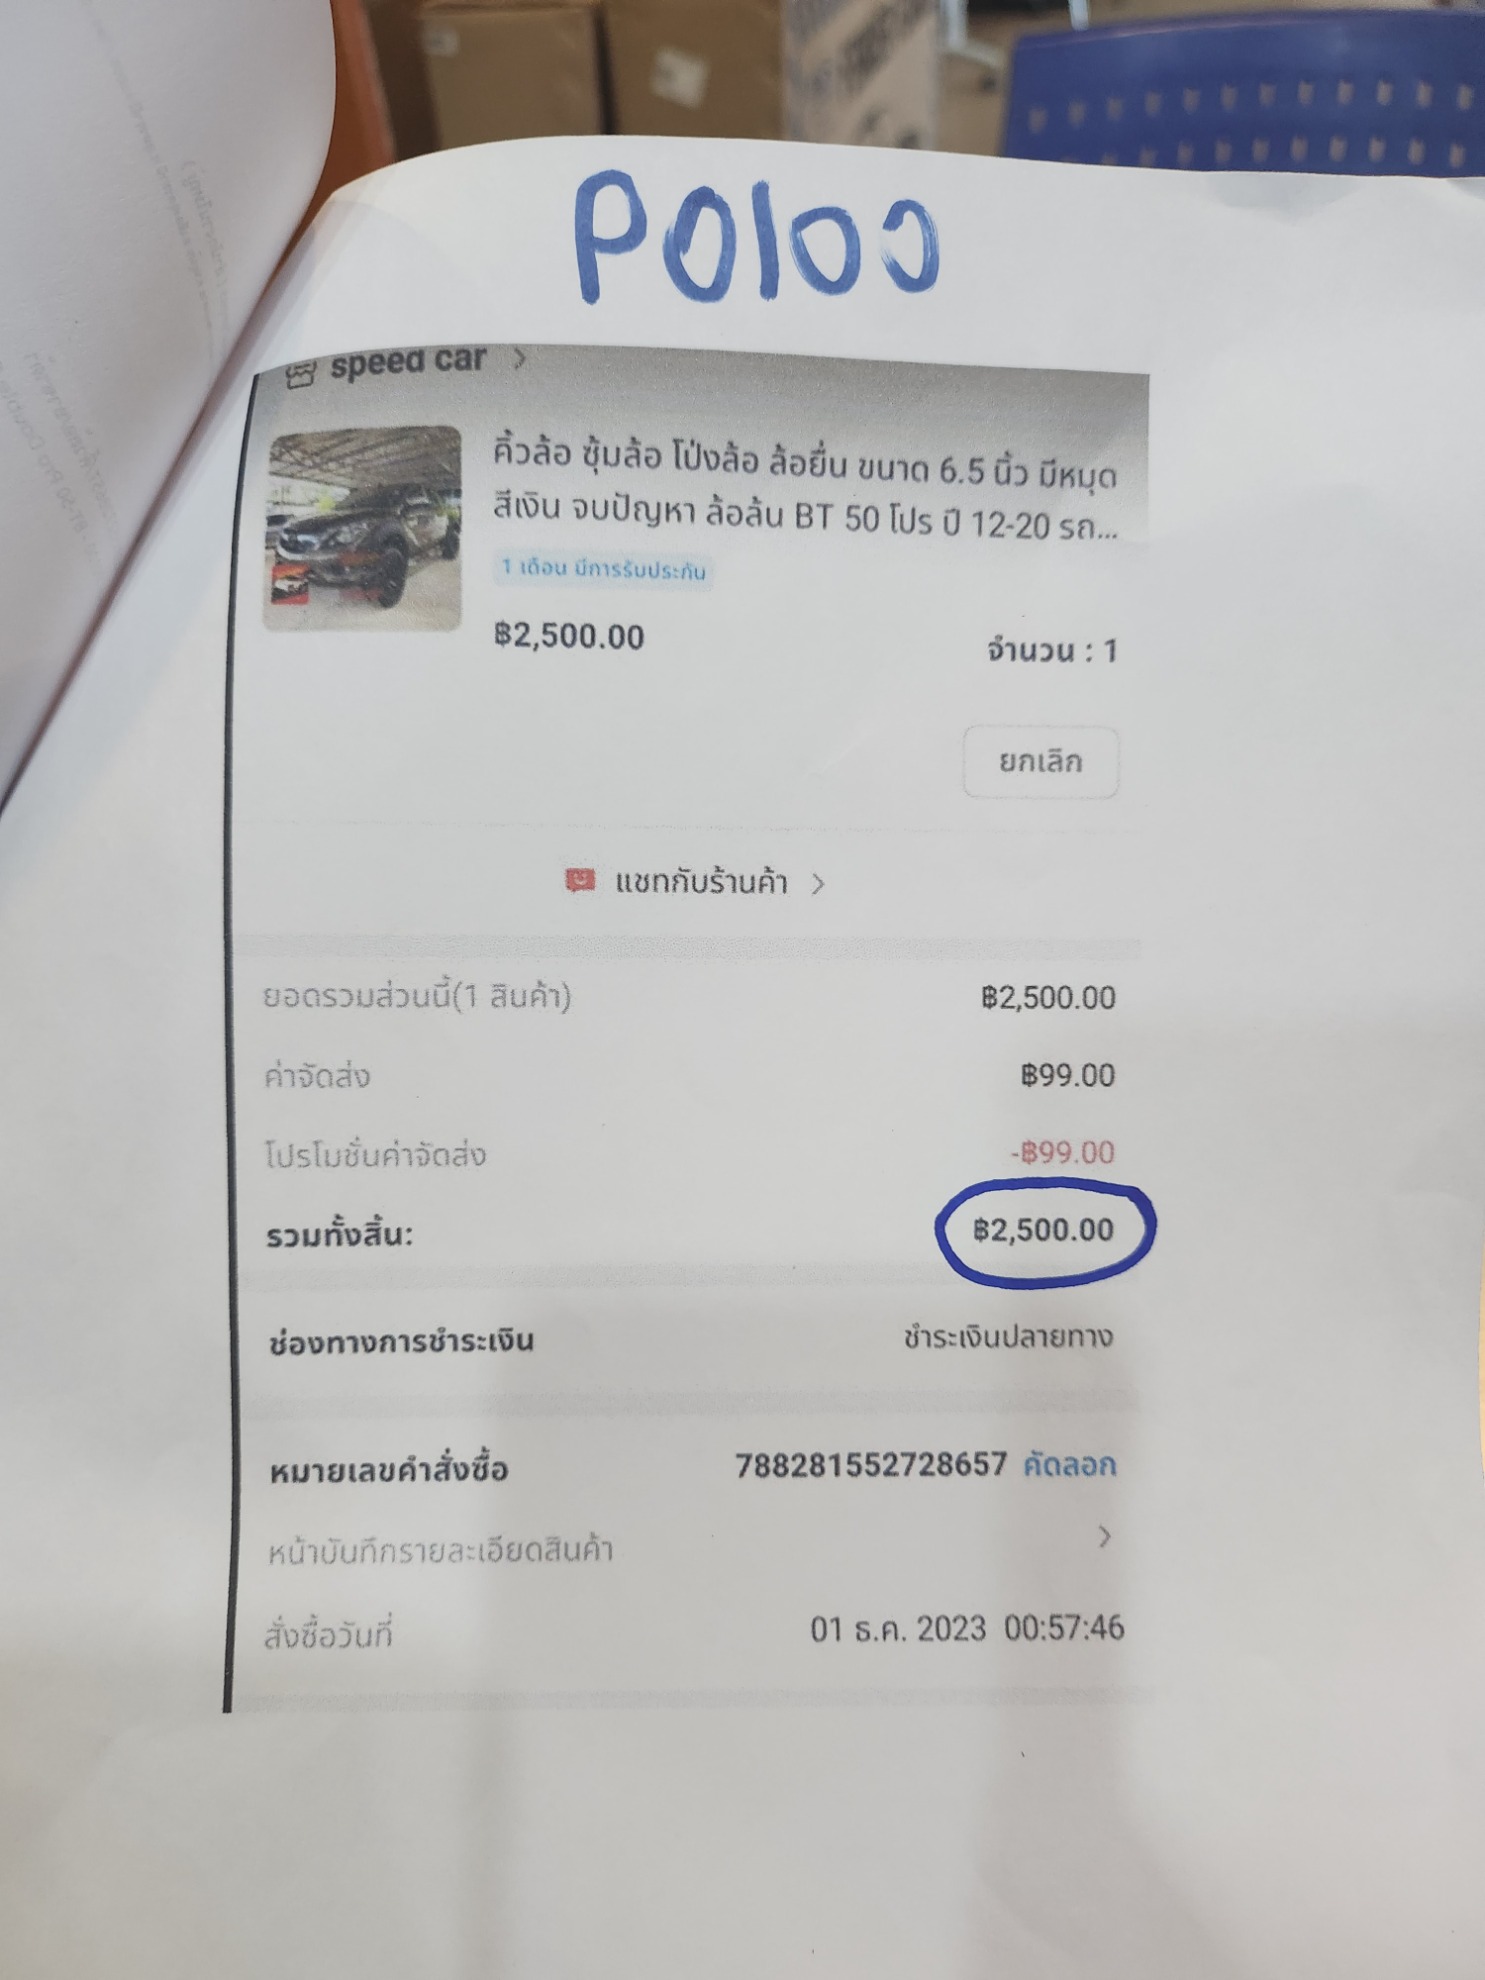 Poloo
speed car >
คิ้วล้อ ซุ้มล้อ โป่งล้อ ล้อยื่น ขนาด 6.5 นิ้ว มีหมุด
สีเงิน จบปัญหา ล้อล้น BT 50 โปร ปี 12-20 รถ...
1 เดือน มีการรับประกัน
฿2,500.00 จำนวน : 1
ยกเลิก
แชทกับร้านค้า >
ยอดรวมส่วนนี้(1 สินค้า) ฿2,500.00
ค่าจัดส่ง ฿99.00
โปรโมชั่นค่าจัดส่ง -฿99.00
รวมทั้งสิ้น: ฿2,500.00
ช่องทางการชำระเงิน ชำระเงินปลายทาง
หมายเลขคำสั่งซื้อ 788281552728657 คัดลอก
หน้าบันทึกรายละเอียดสินค้า >
สั่งซื้อวันที่ 01 ธ.ค. 2023 00:57:46